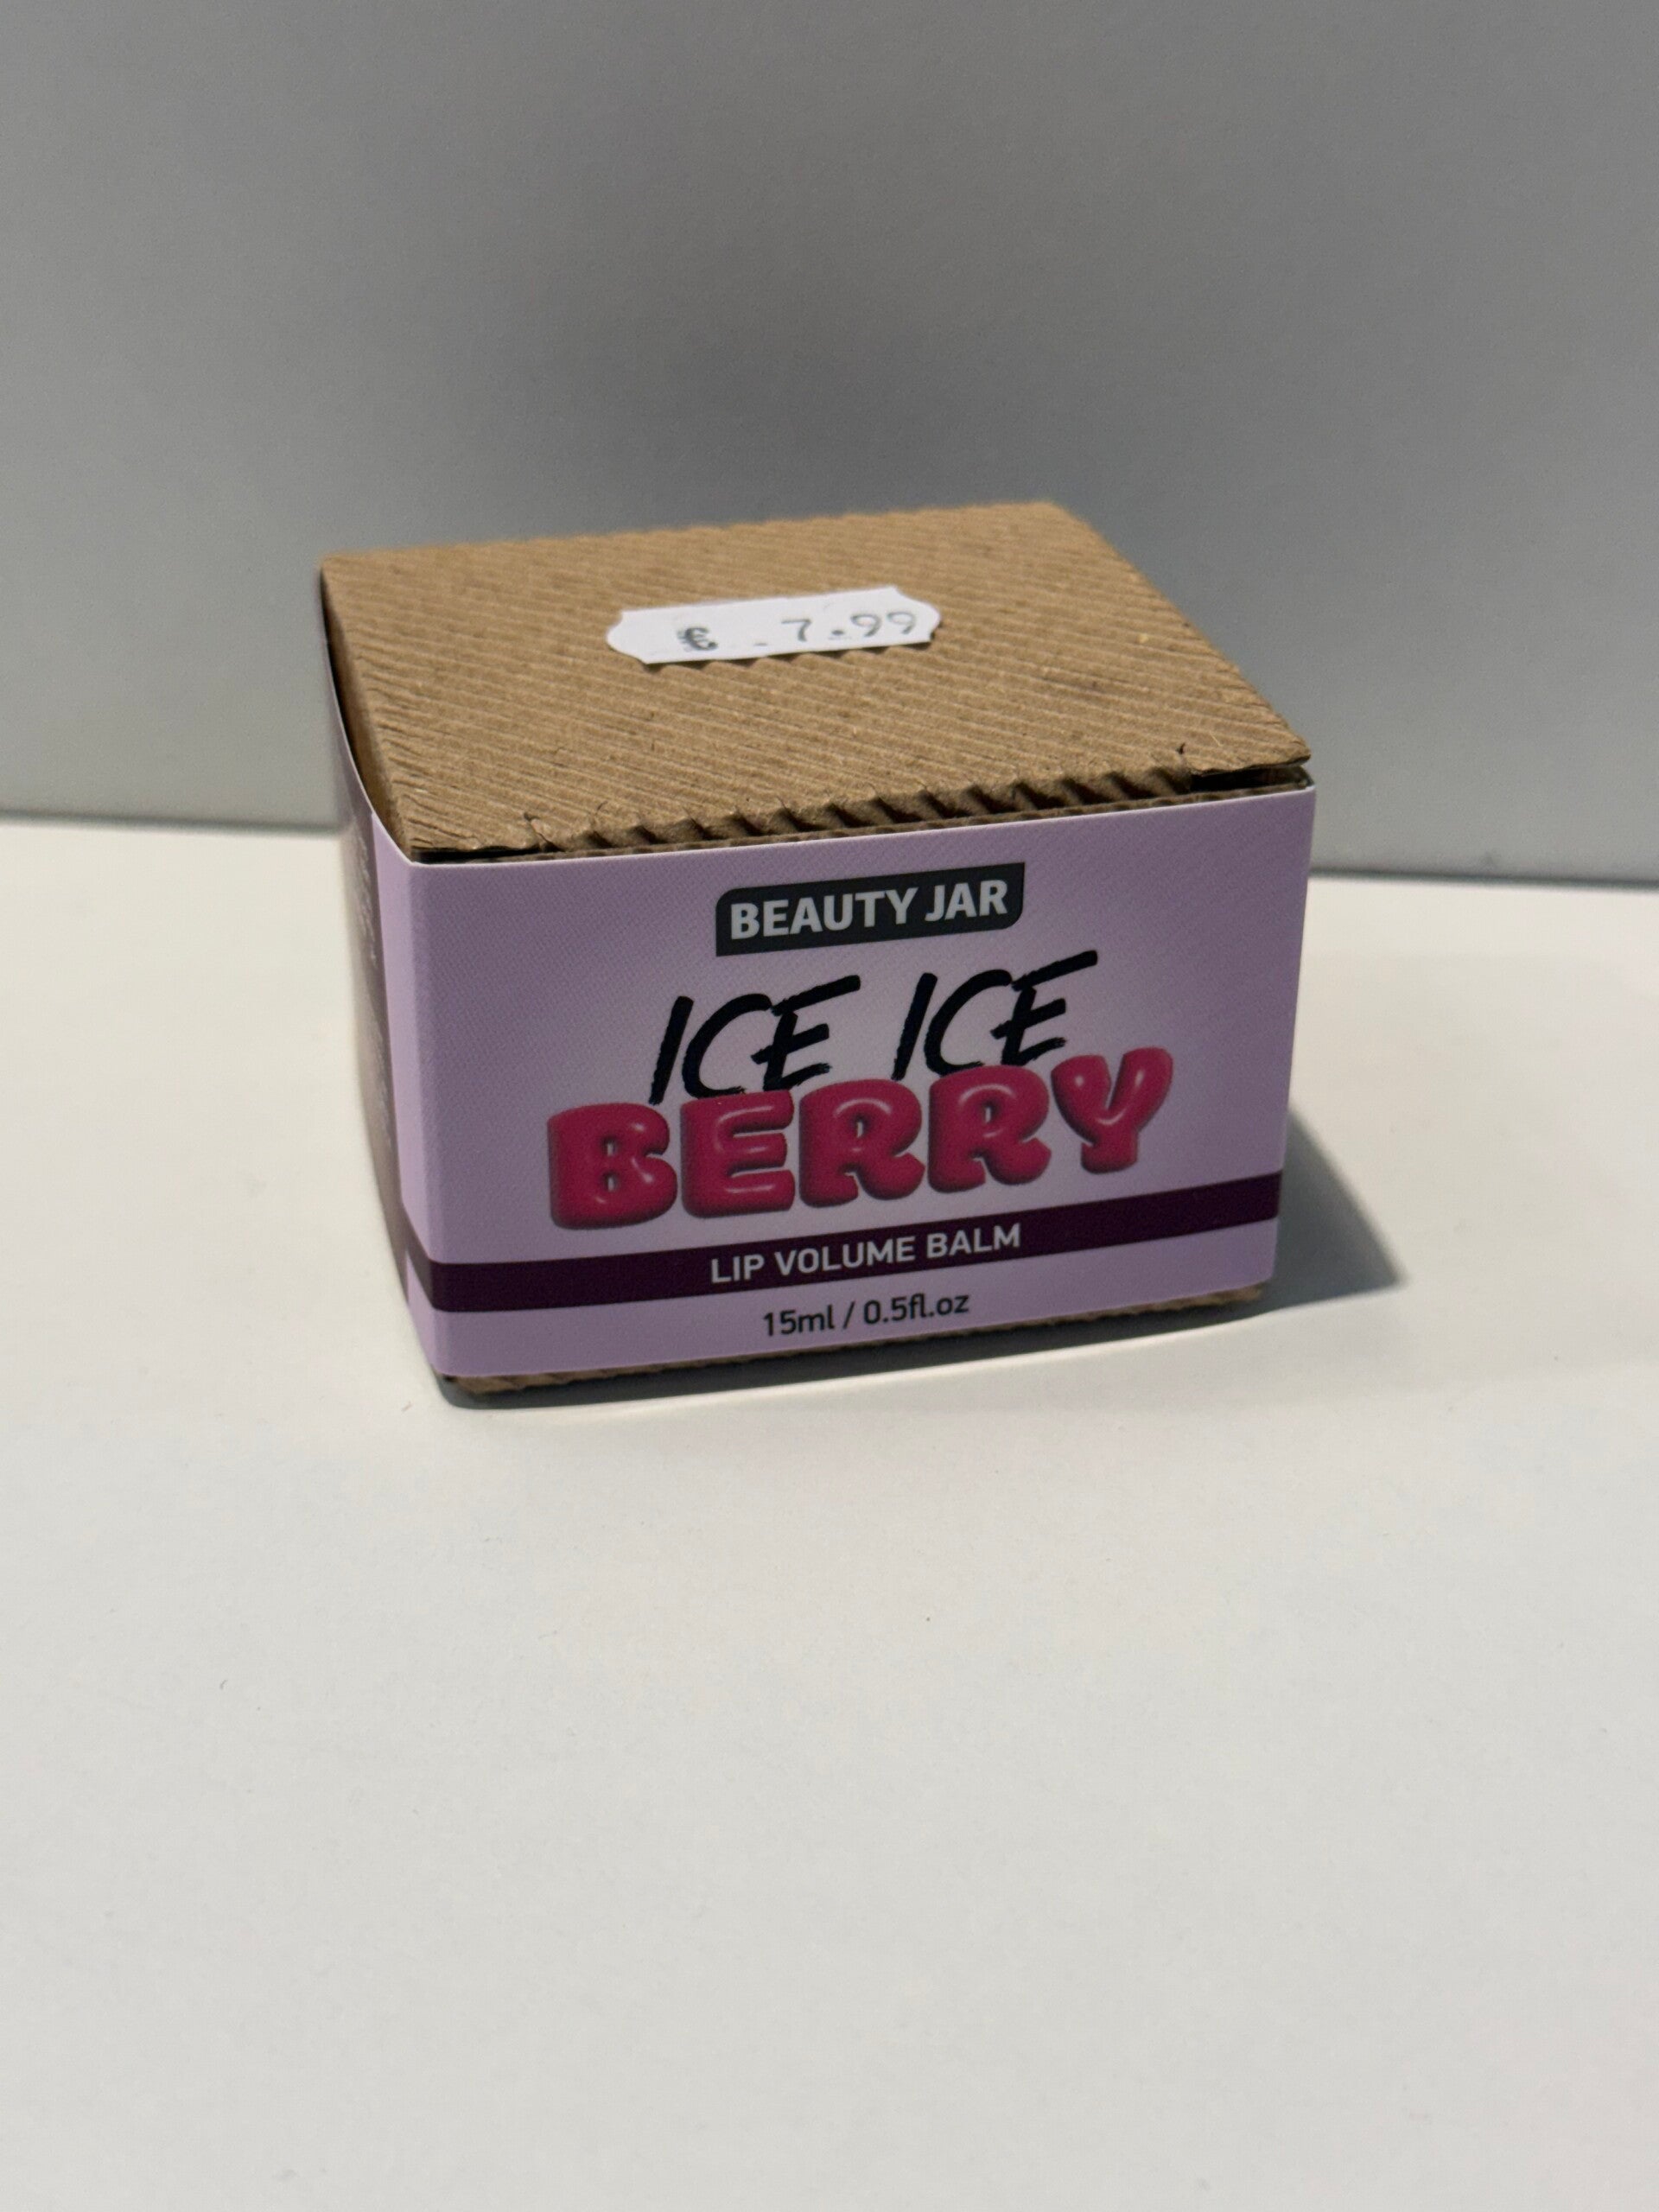 € 7.99
BEAUTY JAR
ICE ICE
BERRY
LIP VOLUME BALM
15ml / 0.5fl.oz